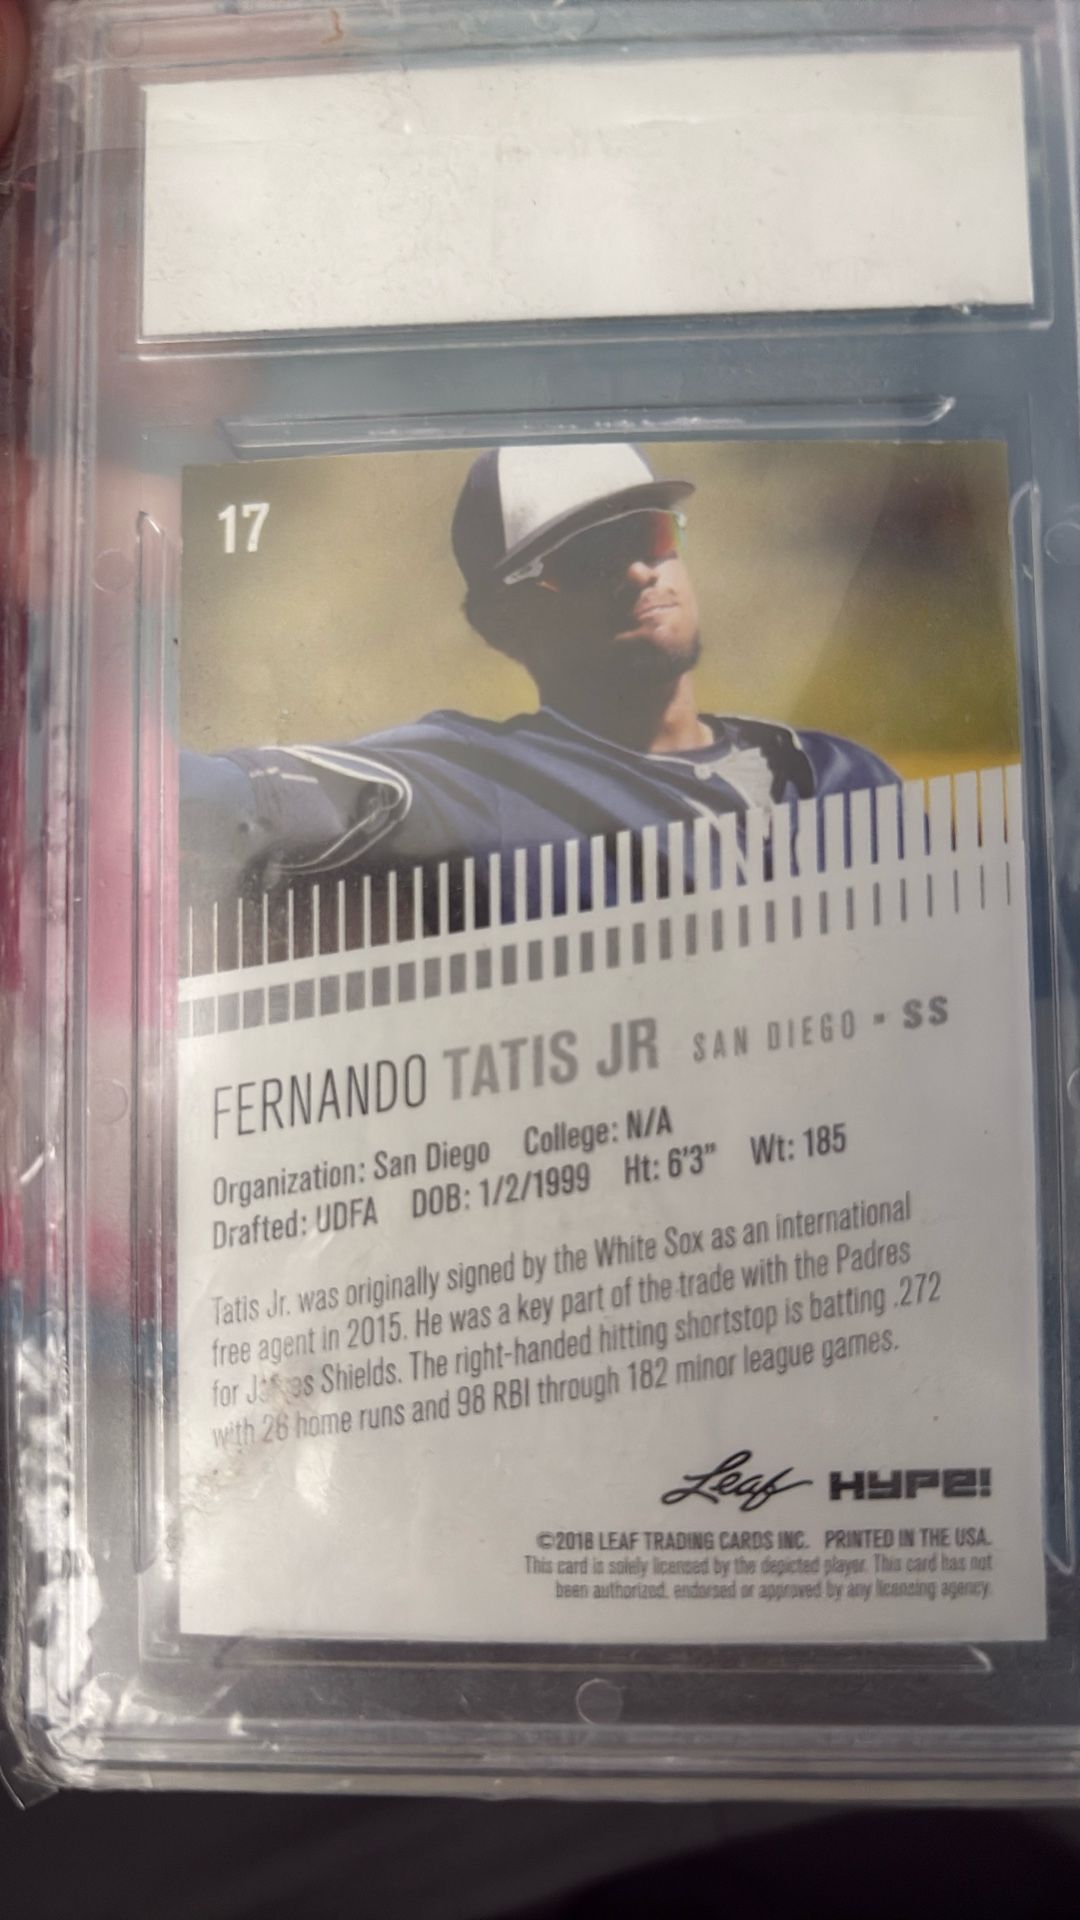 17
FERNANDO TATIS JR SAN DIEGO - SS
Organization: San Diego College: N/A
Drafted: UDFA DOB: 1/2/1999 Ht: 6'3" Wt: 185
Tatis Jr. was originally signed by the White Sox as an international
free agent in 2015. He was a key part of the trade with the Padres
for James Shields. The right-handed hitting shortstop is batting .272
with 26 home runs and 98 RBI through 182 minor league games.
Leaf HYPE!
©2018 LEAF TRADING CARDS INC. PRINTED IN THE USA.
This card is solely licensed by the depicted player. This card has not
been authorized, endorsed or approved by any licensing agency.